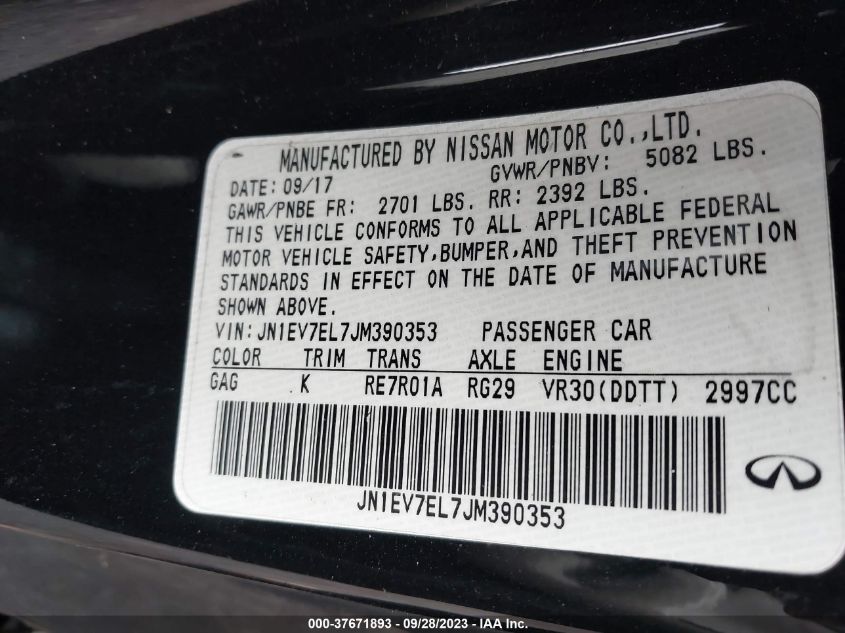 MANUFACTURED BY NISSAN MOTOR CO.,LTD.
DATE: 09/17 GVWR/PNBV: 5082 LBS.
GAWR/PNBE FR: 2701 LBS. RR: 2392 LBS.
THIS VEHICLE CONFORMS TO ALL APPLICABLE FEDERAL
MOTOR VEHICLE SAFETY,BUMPER,AND THEFT PREVENTION
STANDARDS IN EFFECT ON THE DATE OF MANUFACTURE
SHOWN ABOVE.
VIN:JN1EV7EL7JM390353 PASSENGER CAR
COLOR TRIM TRANS AXLE ENGINE
GAG K RE7R01A RG29 VR30(DDTT) 2997CC
JN1EV7EL7JM390353
000-37671893 - 09/28/2023 - IAAI.com